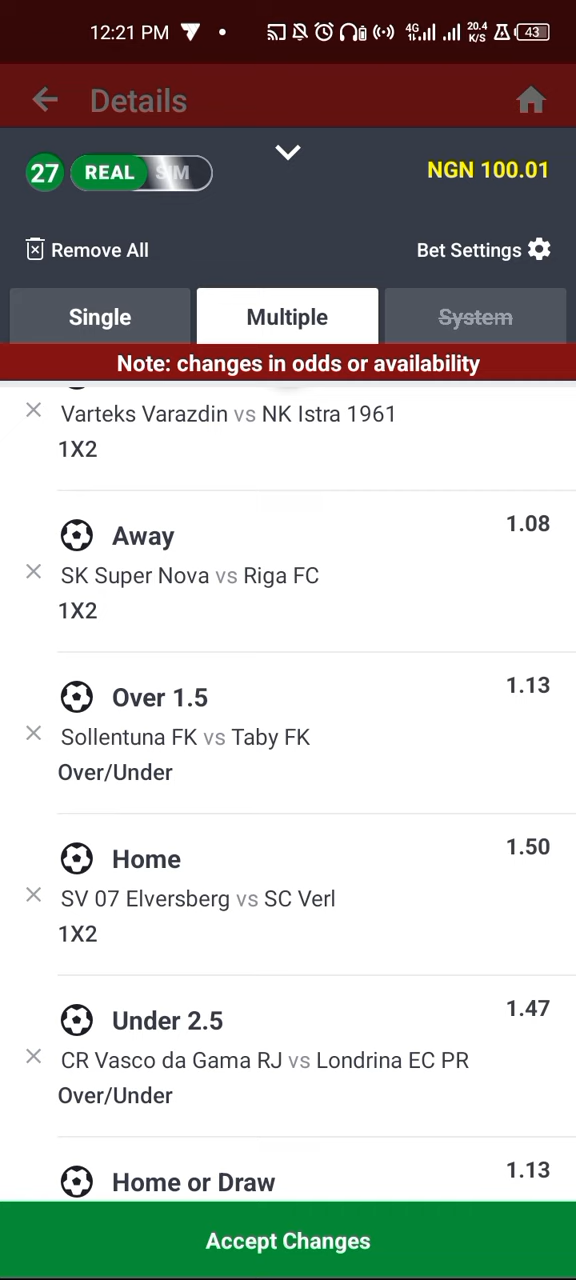 12:21 PM
4G
20.4
K/S
43
Details
27 REAL SIM
NGN 100.01
Remove All
Bet Settings
Single
Multiple
System
Note: changes in odds or availability
Varteks Varazdin vs NK Istra 1961
1X2
Away
1.08
SK Super Nova vs Riga FC
1X2
Over 1.5
1.13
Sollentuna FK vs Taby FK
Over/Under
Home
1.50
SV 07 Elversberg vs SC Verl
1X2
Under 2.5
1.47
CR Vasco da Gama RJ vs Londrina EC PR
Over/Under
Home or Draw
1.13
Accept Changes